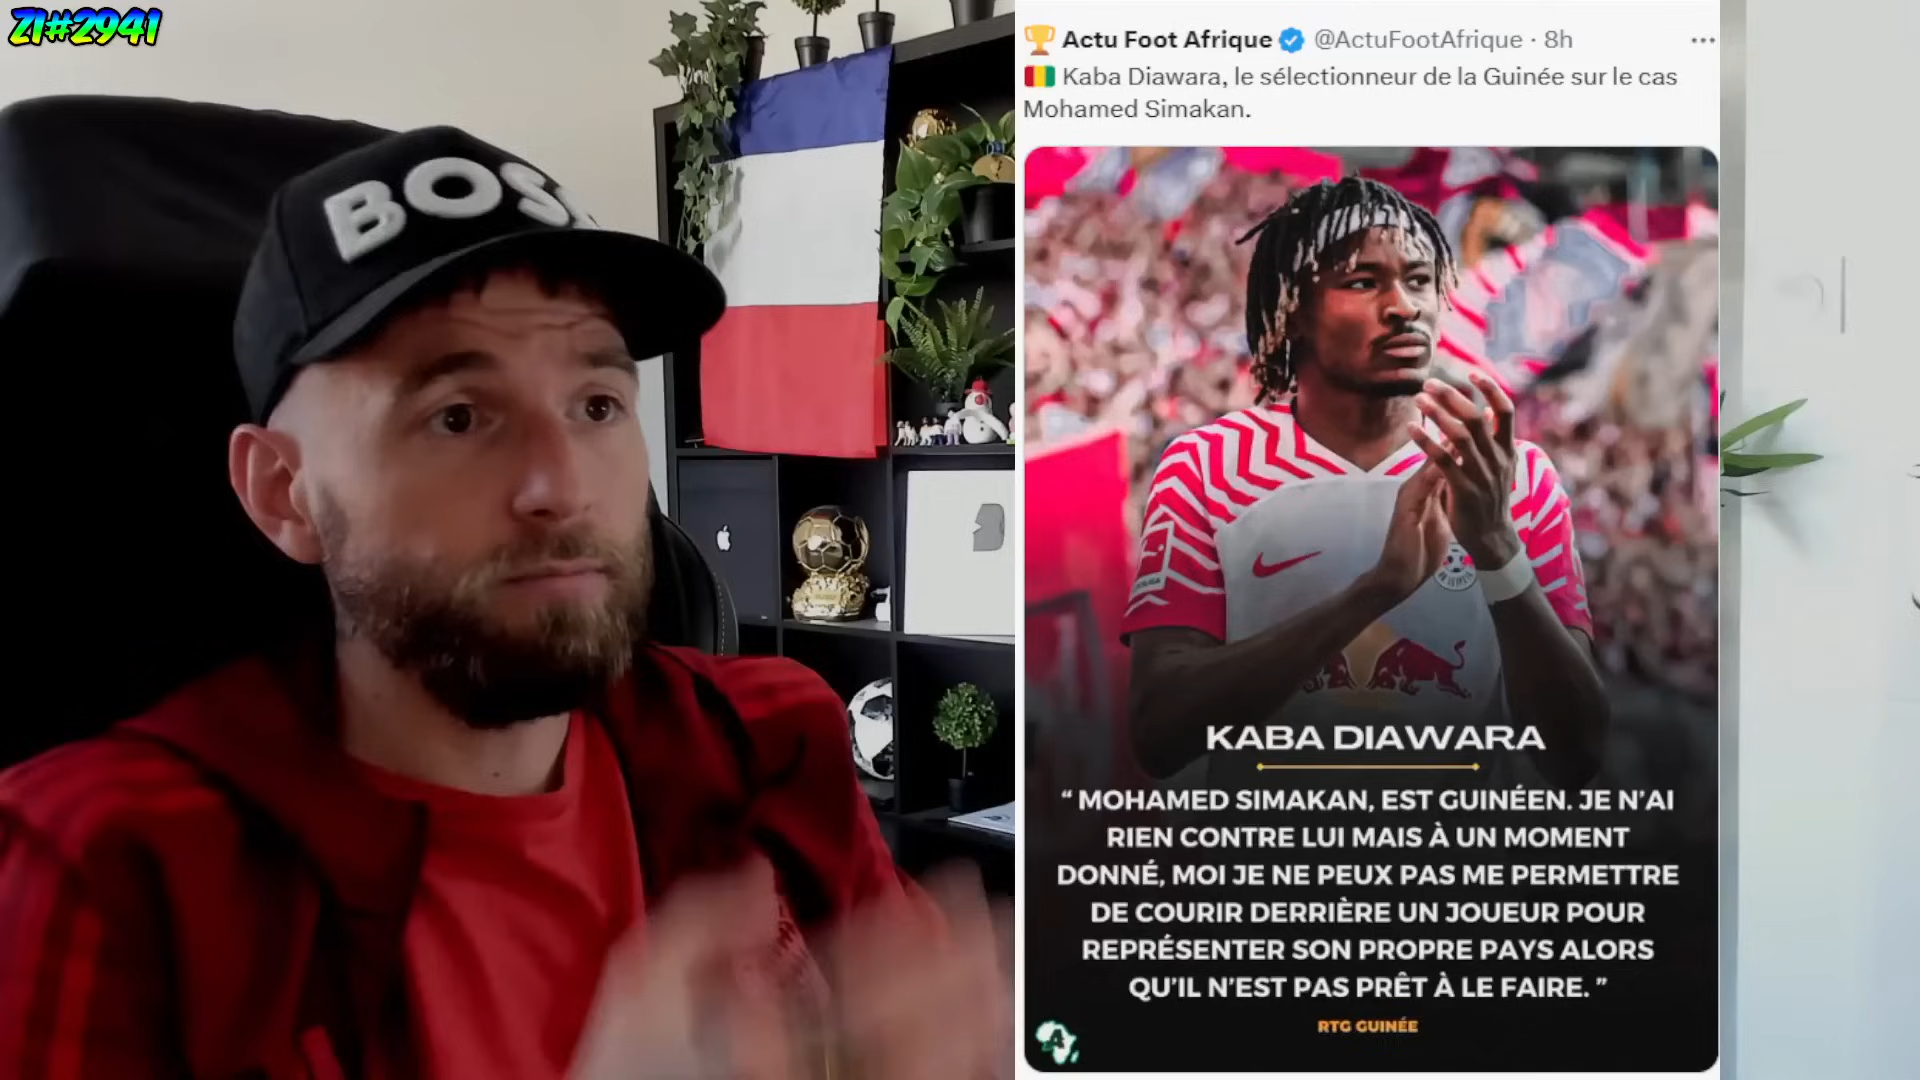 ZI#2941
BOSS
Actu Foot Afrique @ActuFootAfrique · 8h
Kaba Diawara, le sélectionneur de la Guinée sur le cas
Mohamed Simakan.
KABA DIAWARA
“ MOHAMED SIMAKAN, EST GUINÉEN. JE N’AI
RIEN CONTRE LUI MAIS À UN MOMENT
DONNÉ, MOI JE NE PEUX PAS ME PERMETTRE
DE COURIR DERRIÈRE UN JOUEUR POUR
REPRÉSENTER SON PROPRE PAYS ALORS
QU’IL N’EST PAS PRÊT À LE FAIRE. ”
RTG GUINÉE